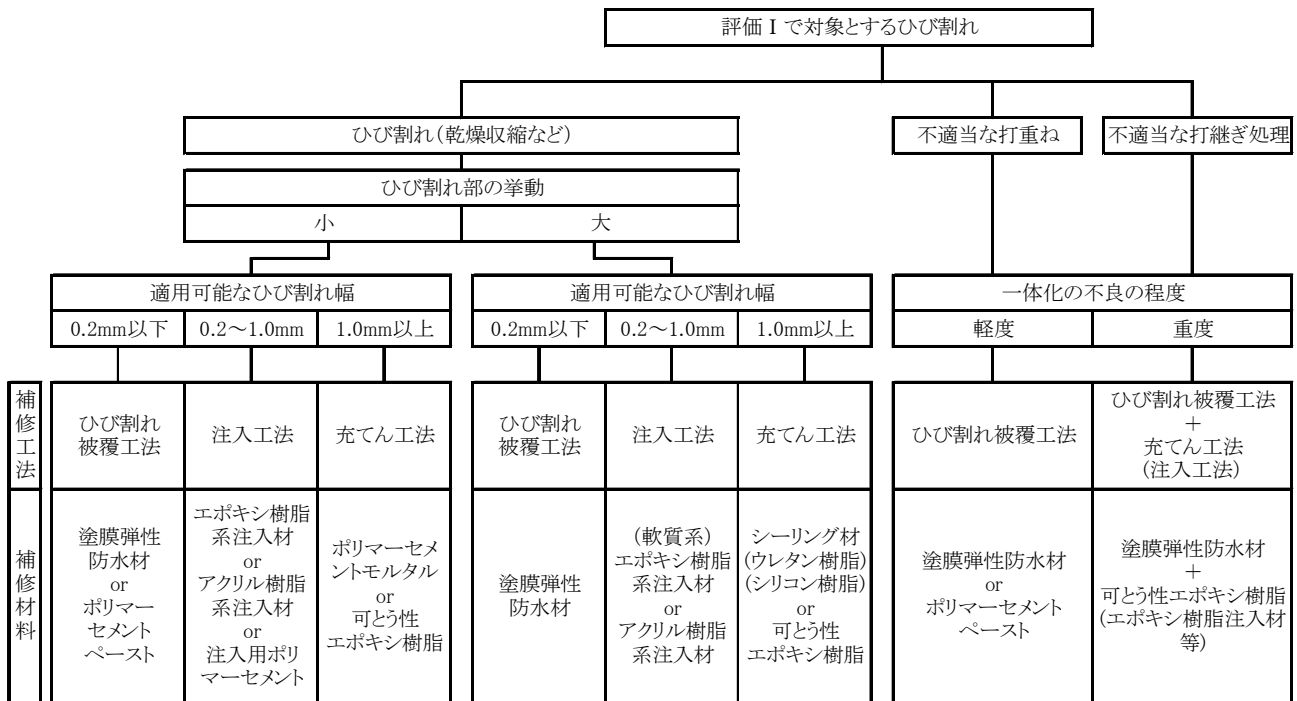 評価Ⅰで対象とするひび割れ
ひび割れ(乾燥収縮など)
不適当な打重ね
不適当な打継ぎ処理
ひび割れ部の挙動
小
大
適用可能なひび割れ幅
0.2mm以下
0.2～1.0mm
1.0mm以上
適用可能なひび割れ幅
0.2mm以下
0.2～1.0mm
1.0mm以上
一体化の不良の程度
軽度
重度
補
修
工
法
ひび割れ
被覆工法
注入工法
充てん工法
ひび割れ
被覆工法
注入工法
充てん工法
ひび割れ被覆工法
ひび割れ被覆工法
＋
充てん工法
(注入工法)
補
修
材
料
塗膜弾性
防水材
or
ポリマー
セメント
ペースト
エポキシ樹脂
系注入材
or
アクリル樹脂
系注入材
or
注入用ポリ
マーセメント
ポリマーセメ
ントモルタル
or
可とう性
エポキシ樹脂
塗膜弾性
防水材
(軟質系)
エポキシ樹脂
系注入材
or
アクリル樹脂
系注入材
シーリング材
(ウレタン樹脂)
(シリコン樹脂)
or
可とう性
エポキシ樹脂
塗膜弾性防水材
or
ポリマーセメント
ペースト
塗膜弾性防水材
＋
可とう性エポキシ樹脂
(エポキシ樹脂注入材
等)